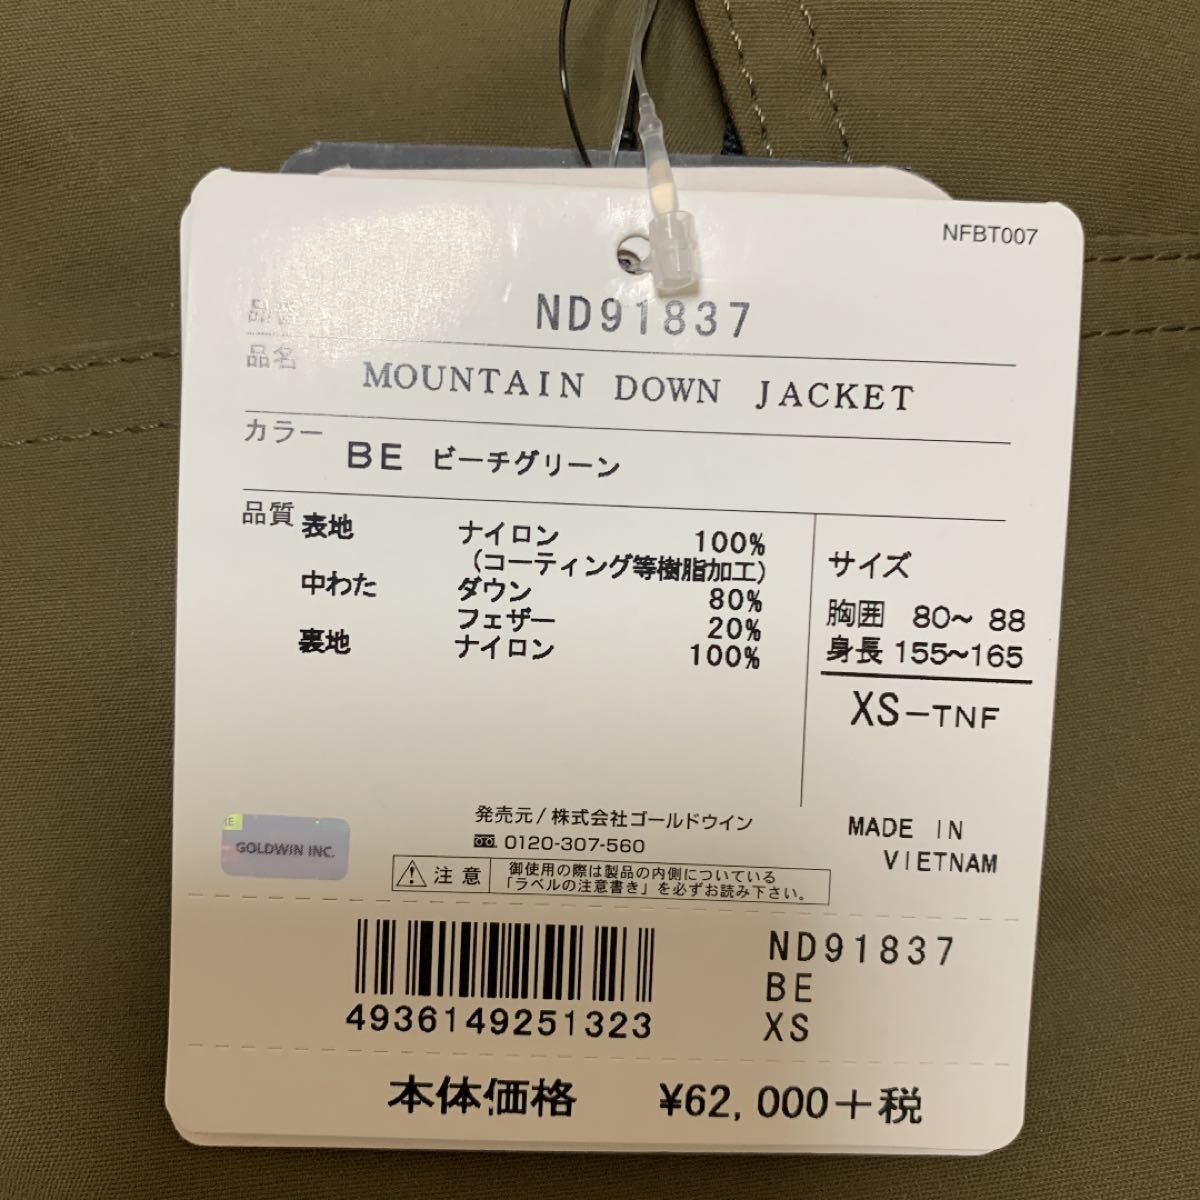 NFBT007
ND91837
品名 MOUNTAIN DOWN JACKET
カラー BE ビーチグリーン
品質 表地 ナイロン 100%
(コーティング等樹脂加工)
中わた ダウン 80%
フェザー 20%
裏地 ナイロン 100%
サイズ
胸囲 80~ 88
身長 155~165
XS-TNF
発売元/株式会社ゴールドウイン
0120-307-560
MADE IN
VIETNAM
GOLDWIN INC.
注意 御使用の際は製品の内側についている
「ラベルの注意書き」を必ずお読み下さい。
4936149251323
ND91837
BE
XS
本体価格 ¥62,000+税